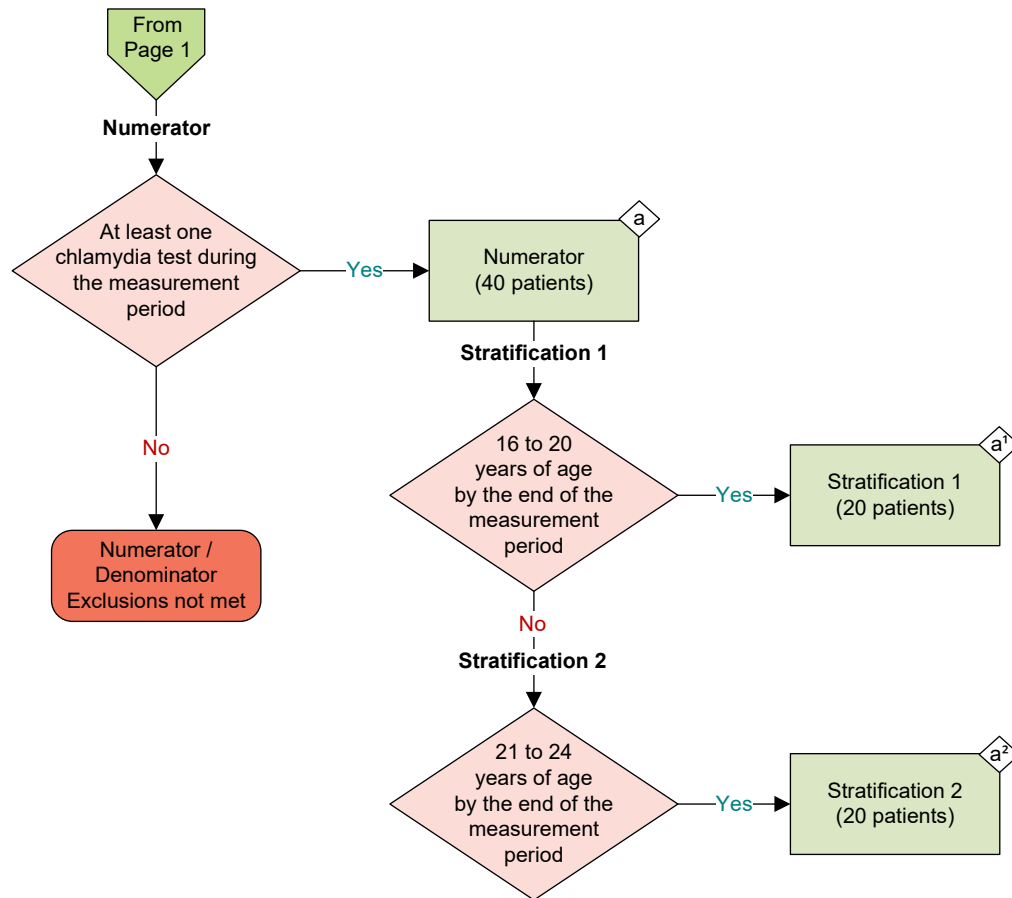 From
Page 1
Numerator
At least one
chlamydia test during
the measurement
period
Yes
a
Numerator
(40 patients)
No
Numerator /
Denominator
Exclusions not met
Stratification 1
16 to 20
years of age
by the end of the
measurement
period
Yes
a¹
Stratification 1
(20 patients)
No
Stratification 2
21 to 24
years of age
by the end of the
measurement
period
Yes
a²
Stratification 2
(20 patients)